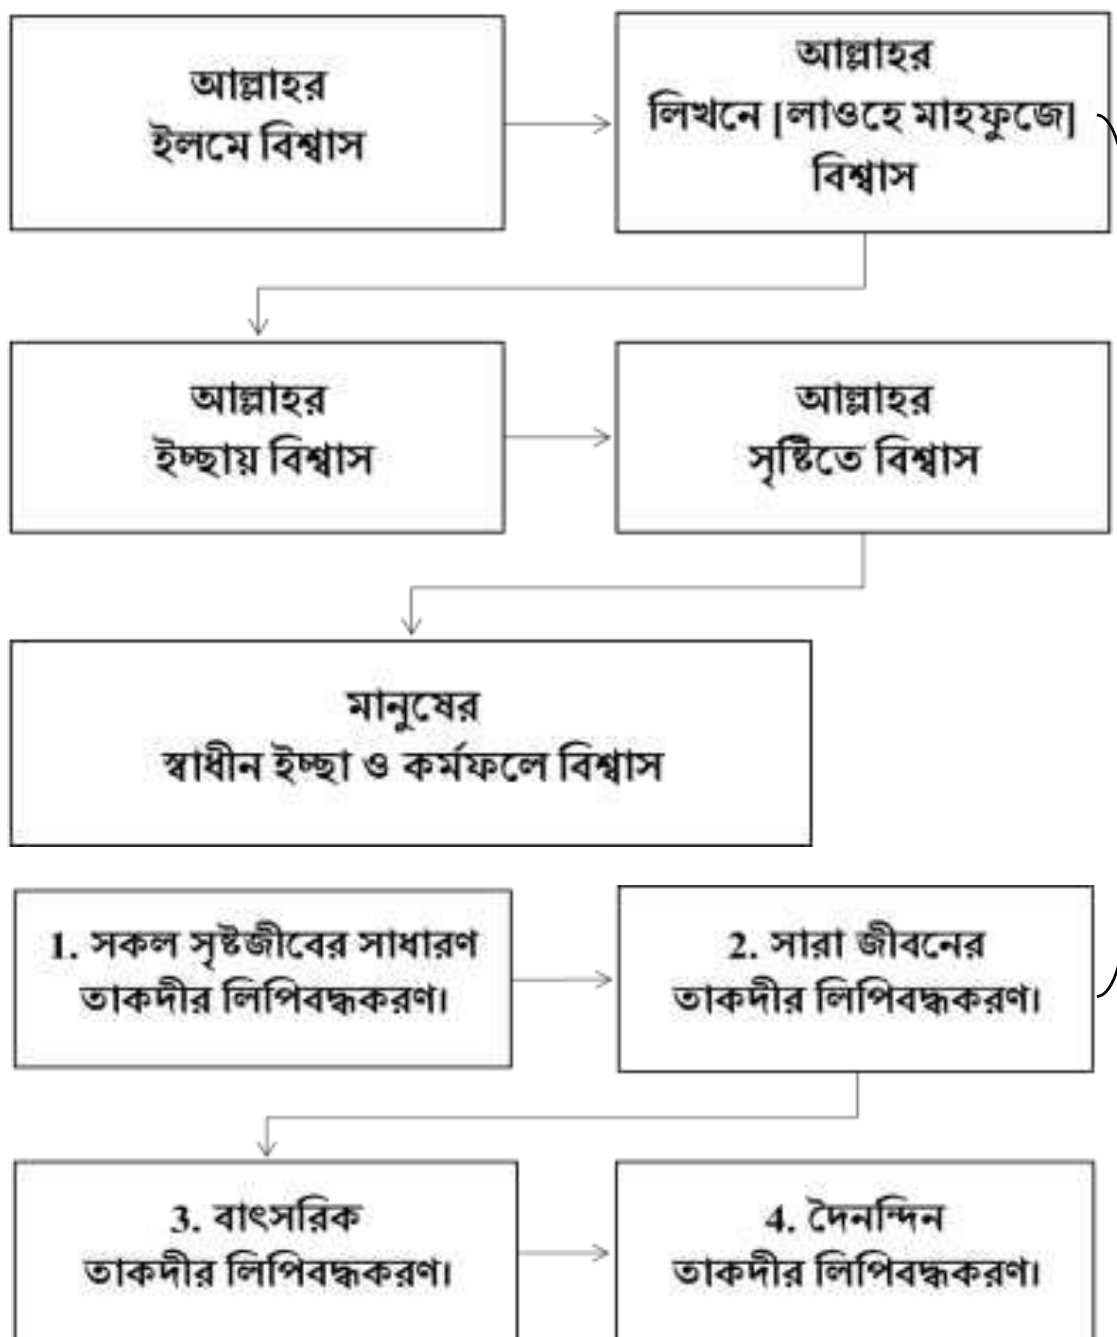 আল্লাহর
ইলমে বিশ্বাস
আল্লাহর
লিখনে [লাওহে মাহফুজে]
বিশ্বাস
আল্লাহর
ইচ্ছায় বিশ্বাস
আল্লাহর
সৃষ্টিতে বিশ্বাস
মানুষের
স্বাধীন ইচ্ছা ও কর্মফলে বিশ্বাস
1. সকল সৃষ্টজীবের সাধারণ
তাকদীর লিপিবদ্ধকরণ।
2. সারা জীবনের
তাকদীর লিপিবদ্ধকরণ।
3. বাৎসরিক
তাকদীর লিপিবদ্ধকরণ।
4. দৈনন্দিন
তাকদীর লিপিবদ্ধকরণ।